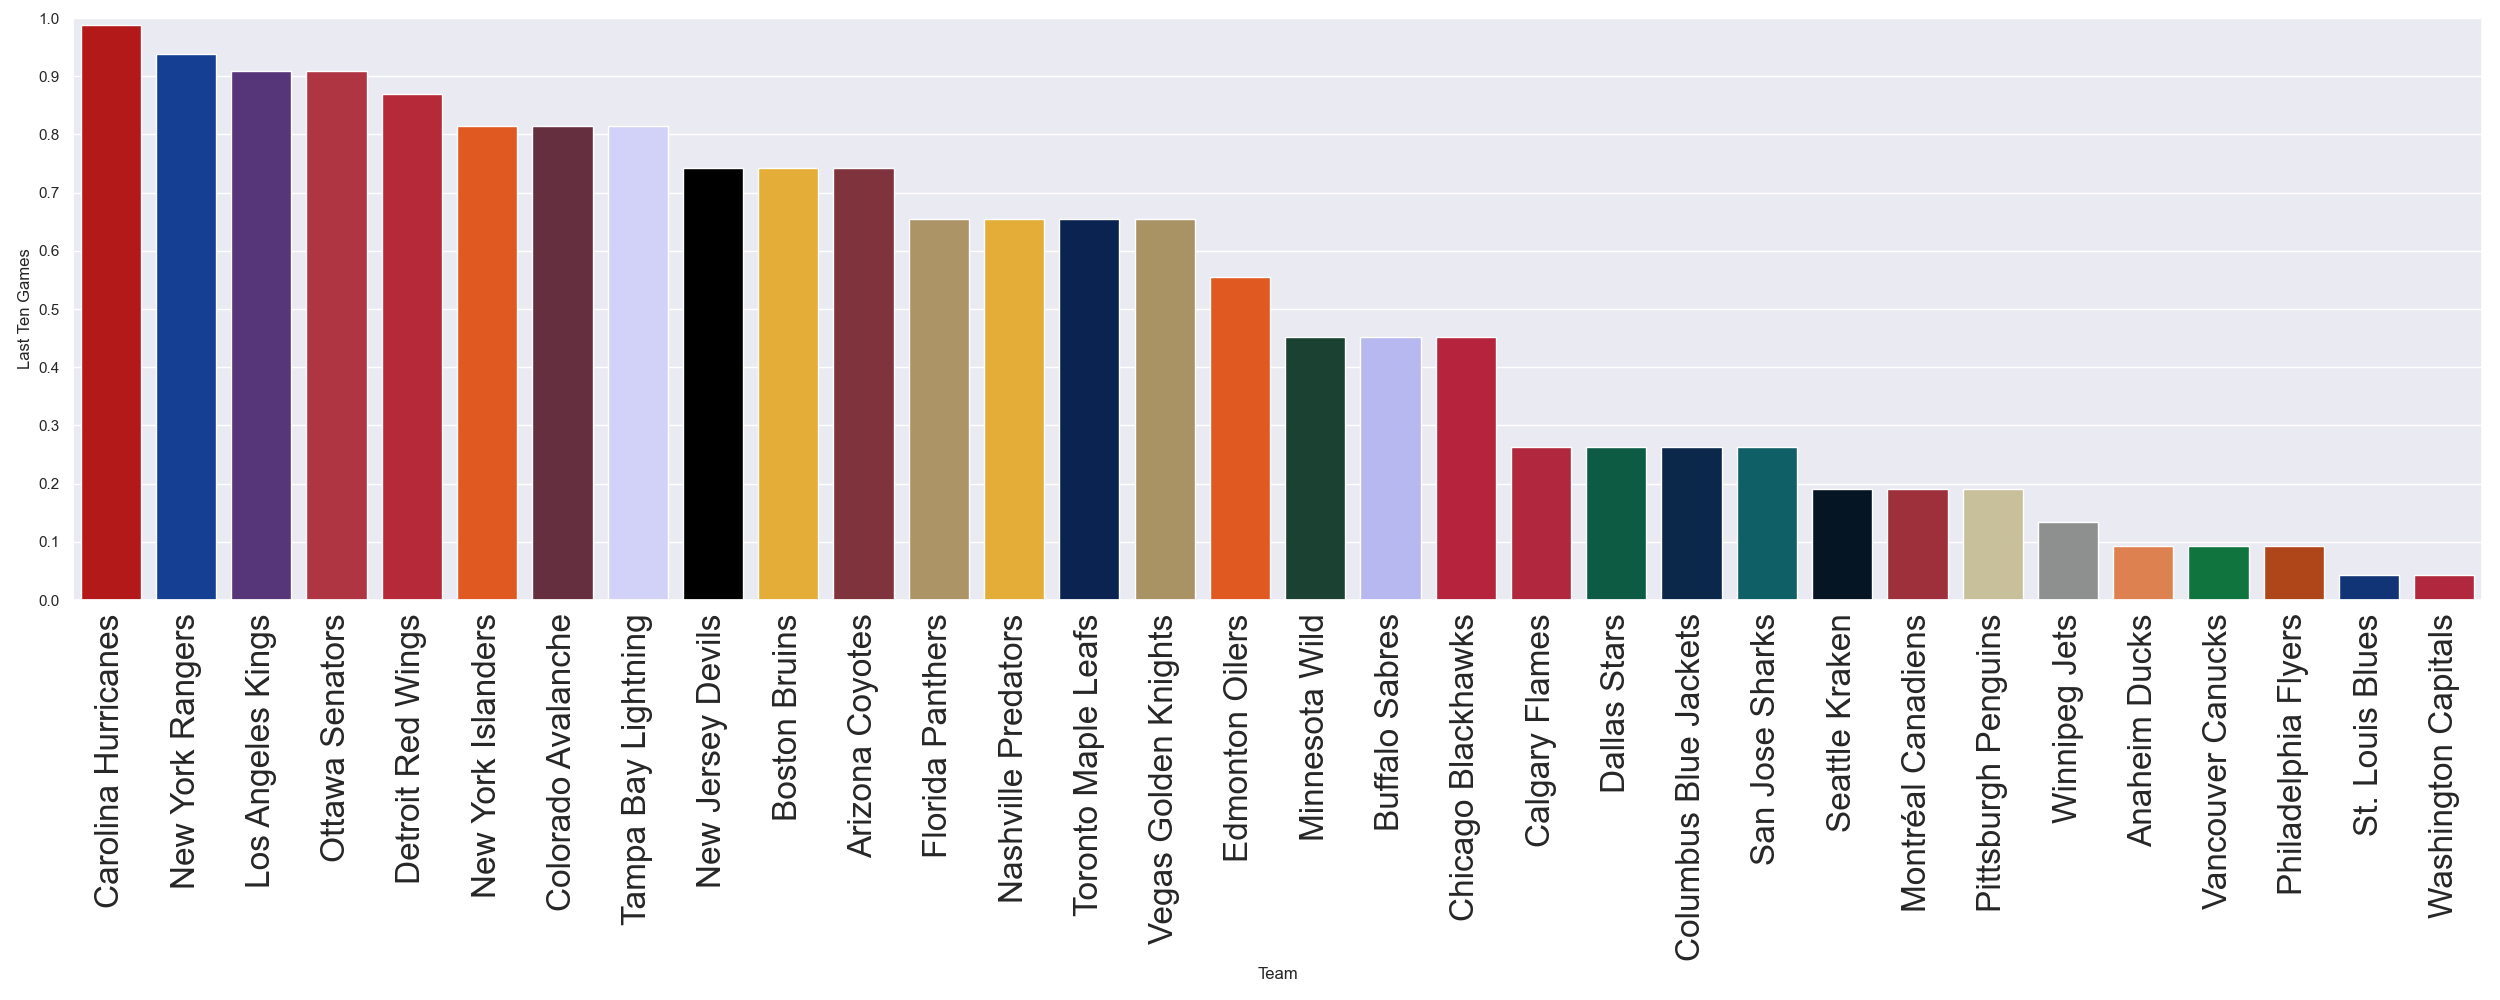 1.0
0.9
0.8
0.7
0.6
0.5
0.4
0.3
0.2
0.1
0.0
Last Ten Games
Carolina Hurricanes
New York Rangers
Los Angeles Kings
Ottawa Senators
Detroit Red Wings
New York Islanders
Colorado Avalanche
Tampa Bay Lightning
New Jersey Devils
Boston Bruins
Arizona Coyotes
Florida Panthers
Nashville Predators
Toronto Maple Leafs
Vegas Golden Knights
Edmonton Oilers
Minnesota Wild
Buffalo Sabres
Chicago Blackhawks
Calgary Flames
Dallas Stars
Columbus Blue Jackets
San Jose Sharks
Seattle Kraken
Montréal Canadiens
Pittsburgh Penguins
Winnipeg Jets
Anaheim Ducks
Vancouver Canucks
Philadelphia Flyers
St. Louis Blues
Washington Capitals
Team